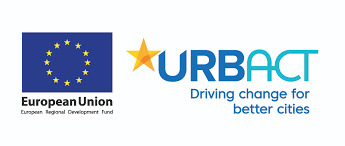 European Union
European Regional Development Fund
URBACT
Driving change for
better cities